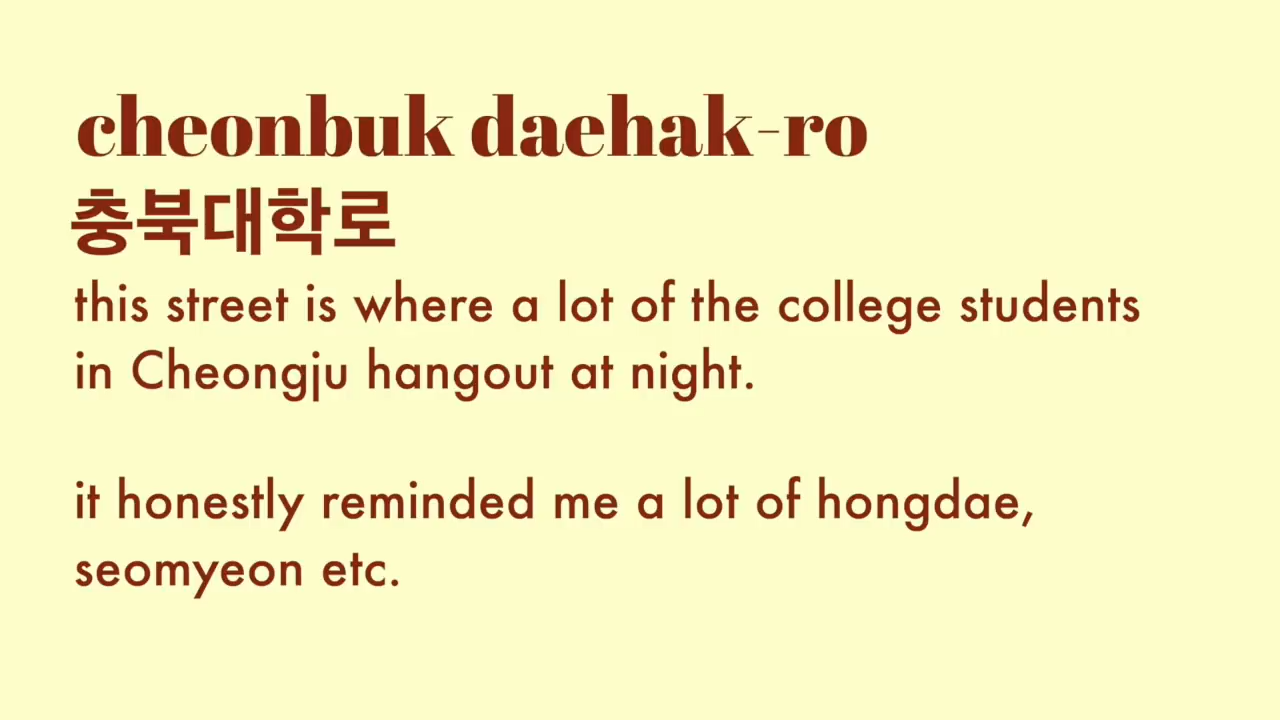 cheonbuk daehak-ro
충북대학로
this street is where a lot of the college students
in Cheongju hangout at night.
it honestly reminded me a lot of hongdae,
seomyeon etc.